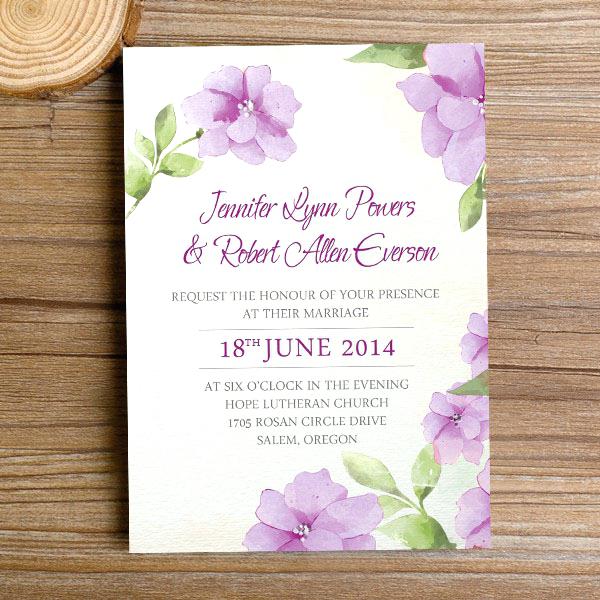 Jennifer Lynn Powers
& Robert Allen Everson
REQUEST THE HONOUR OF YOUR PRESENCE
AT THEIR MARRIAGE
18TH JUNE 2014
AT SIX O'CLOCK IN THE EVENING
HOPE LUTHERAN CHURCH
1705 ROSAN CIRCLE DRIVE
SALEM, OREGON